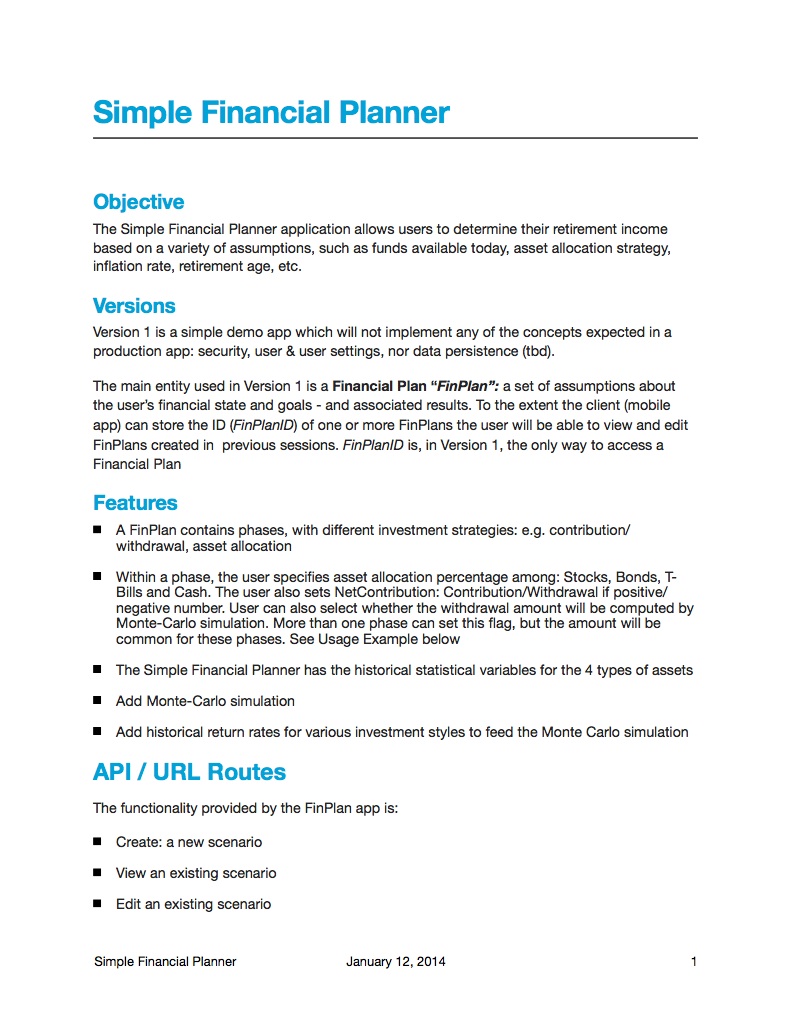 Simple Financial Planner
Objective
The Simple Financial Planner application allows users to determine their retirement income
based on a variety of assumptions, such as funds available today, asset allocation strategy,
inflation rate, retirement age, etc.
Versions
Version 1 is a simple demo app which will not implement any of the concepts expected in a
production app: security, user & user settings, nor data persistence (tbd).
The main entity used in Version 1 is a Financial Plan “FinPlan”: a set of assumptions about
the user’s financial state and goals - and associated results. To the extent the client (mobile
app) can store the ID (FinPlanID) of one or more FinPlans the user will be able to view and edit
FinPlans created in  previous sessions. FinPlanID is, in Version 1, the only way to access a
Financial Plan
Features
■ A FinPlan contains phases, with different investment strategies: e.g. contribution/
withdrawal, asset allocation
■ Within a phase, the user specifies asset allocation percentage among: Stocks, Bonds, T-
Bills and Cash. The user also sets NetContribution: Contribution/Withdrawal if positive/
negative number. User can also select whether the withdrawal amount will be computed by
Monte-Carlo simulation. More than one phase can set this flag, but the amount will be
common for these phases. See Usage Example below
■ The Simple Financial Planner has the historical statistical variables for the 4 types of assets
■ Add Monte-Carlo simulation
■ Add historical return rates for various investment styles to feed the Monte Carlo simulation
API / URL Routes
The functionality provided by the FinPlan app is:
■ Create: a new scenario
■ View an existing scenario
■ Edit an existing scenario
Simple Financial Planner January 12, 2014 1